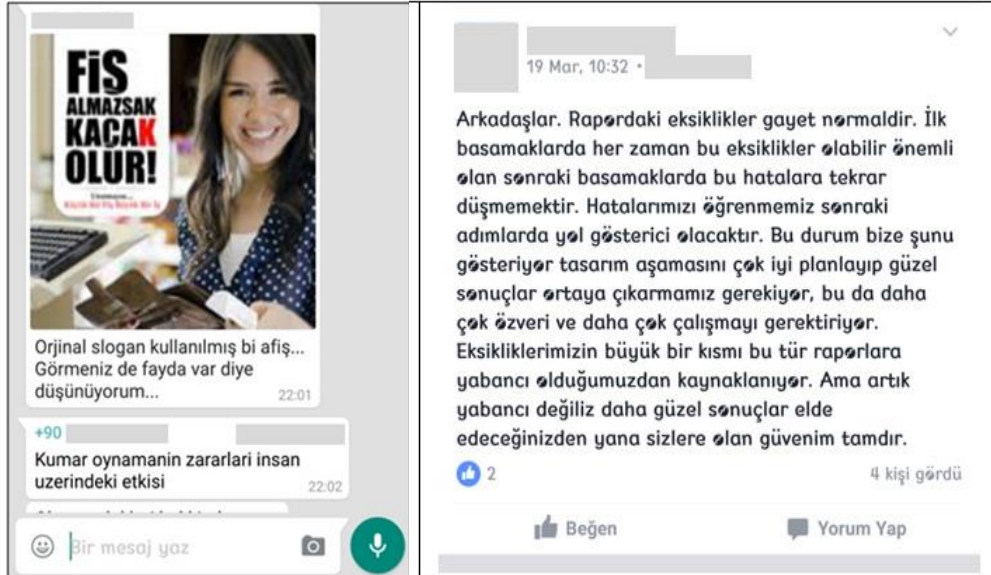 FİŞ
ALMAZSAK
KAÇAK
OLUR!
Küçük Bir Fiş Büyük Bir İş
Orjinal slogan kullanılmış bi afiş...
Görmeniz de fayda var diye
düşünüyorum...
22:01
+90
Kumar oynamanin zararlari insan
uzerindeki etkisi
22:02
Bir mesaj yaz
19 Mar, 10:32 •
Arkadaşlar. Rapordaki eksiklikler gayet normaldir. İlk
basamaklarda her zaman bu eksiklikler olabilir önemli
olan sonraki basamaklarda bu hatalara tekrar
düşmemektir. Hatalarımızı öğrenmemiz sonraki
adımlarda yol gösterici olacaktır. Bu durum bize şunu
gösteriyor tasarım aşamasını çok iyi planlayıp güzel
sonuçlar ortaya çıkarmamız gerekiyor, bu da daha
çok özveri ve daha çok çalışmayı gerektiriyor.
Eksikliklerimizin büyük bir kısmı bu tür raporlara
yabancı olduğumuzdan kaynaklanıyor. Ama artık
yabancı değiliz daha güzel sonuçlar elde
edeceğinizden yana sizlere olan güvenim tamdır.
2
4 kişi gördü
Beğen
Yorum Yap